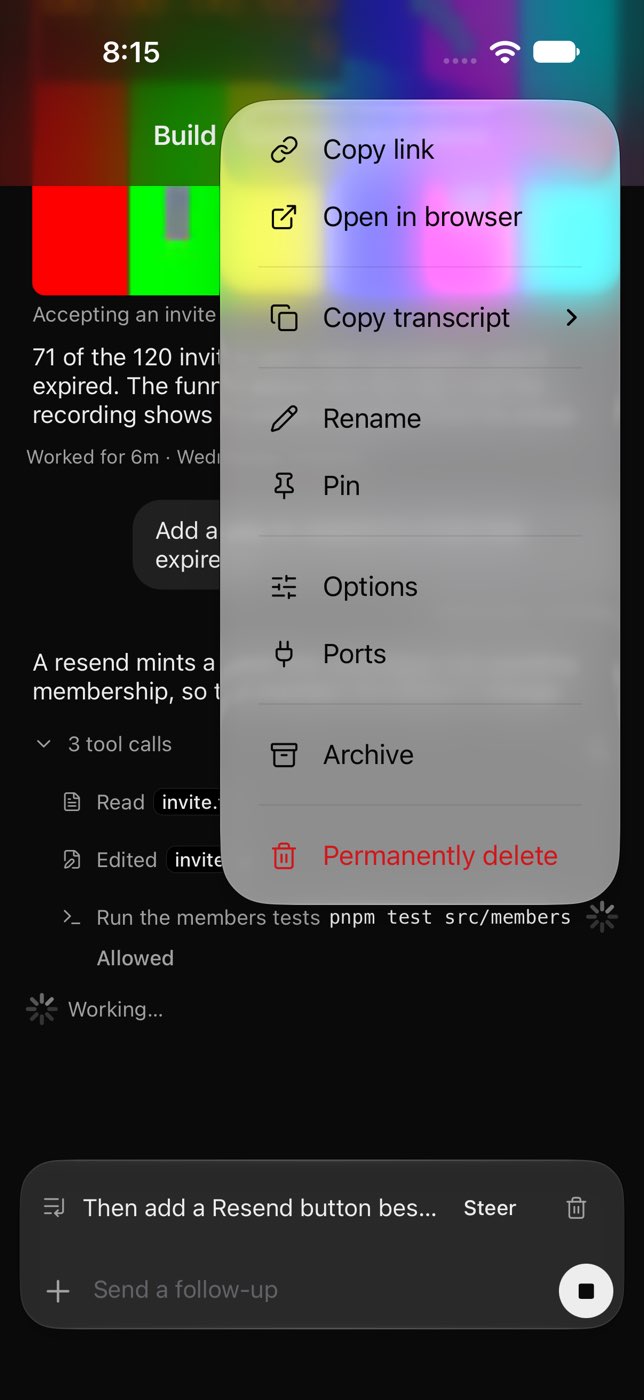 8:15
Build
Copy link
Open in browser
Copy transcript
Rename
Pin
Options
Ports
Archive
Permanently delete
Accepting an invite
71 of the 120
expired. The
recording shows
Worked for 6m ·
Add a
expire
A resend mints a
membership, so
3 tool calls
Read invite.
Edited invite
Run the members tests pnpm test src/members
Allowed
Working...
Then add a Resend button bes... Steer
Send a follow-up